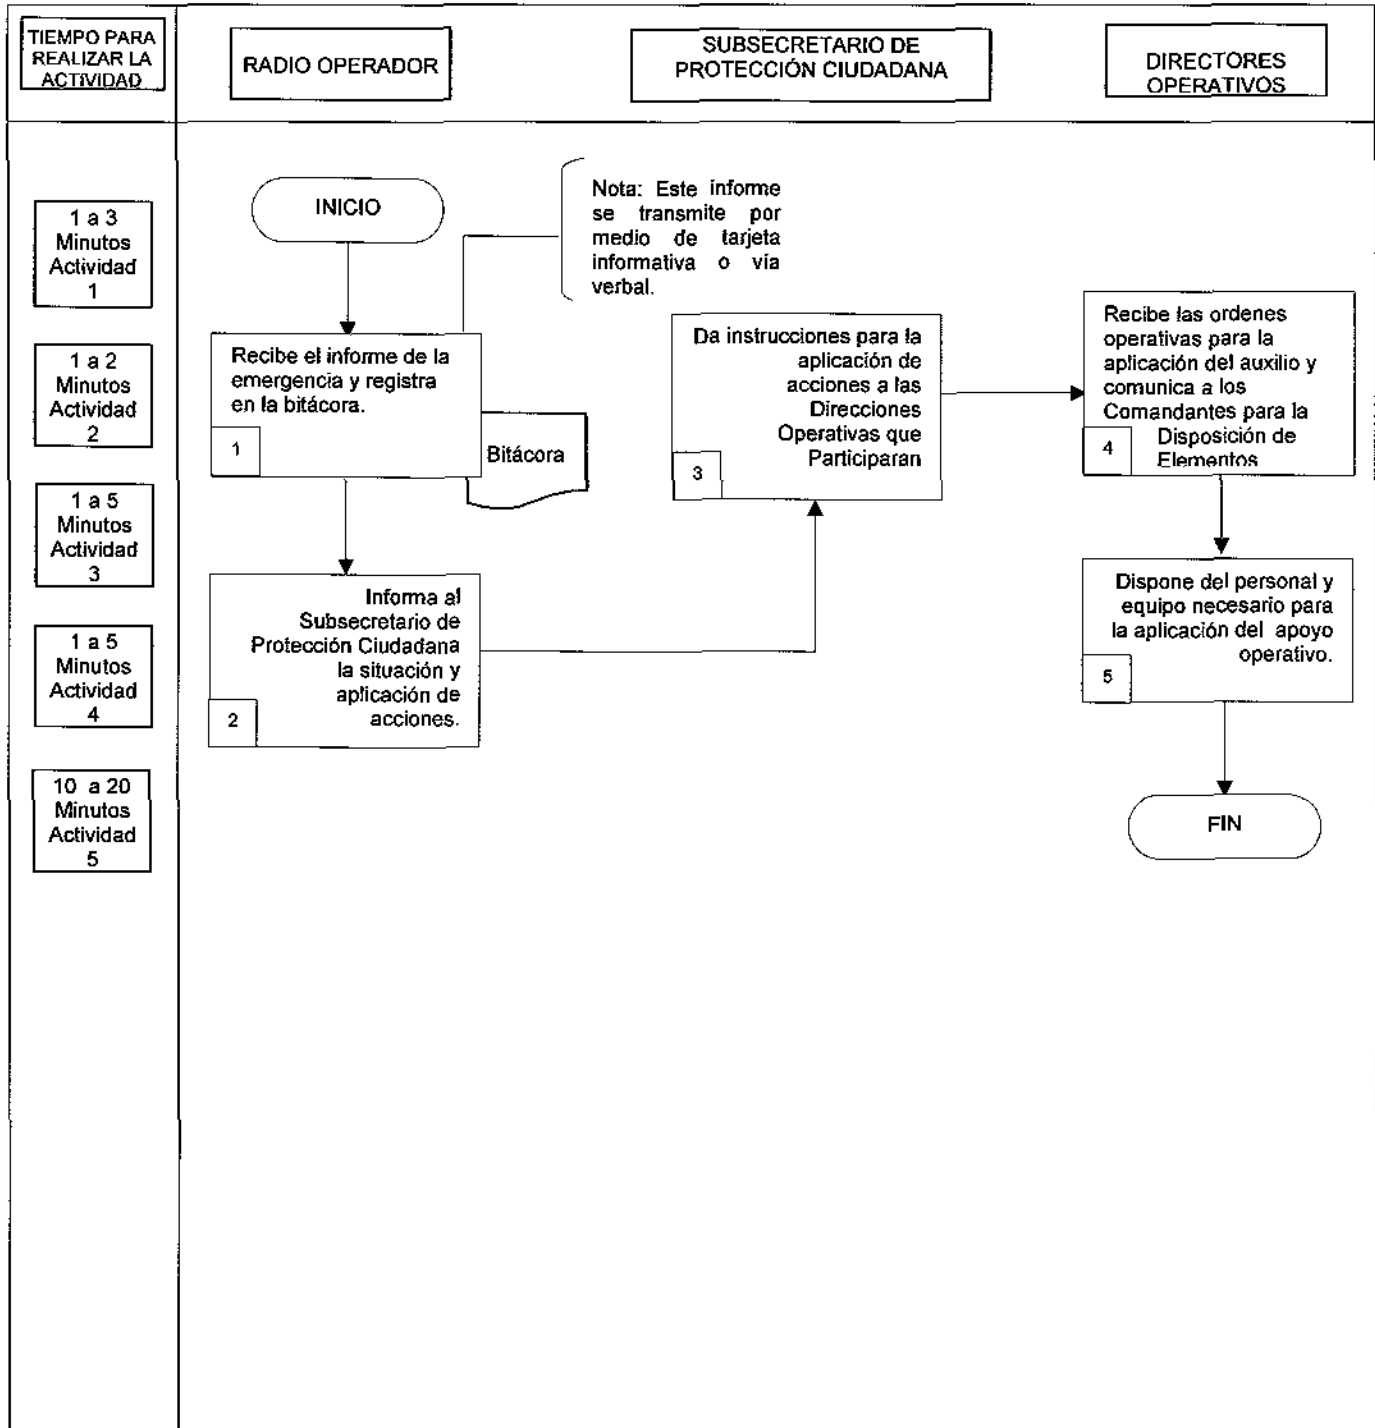 TIEMPO PARA
REALIZAR LA
ACTIVIDAD
RADIO OPERADOR
SUBSECRETARIO DE
PROTECCIÓN CIUDADANA
DIRECTORES
OPERATIVOS
1 a 3
Minutos
Actividad
1
1 a 2
Minutos
Actividad
2
1 a 5
Minutos
Actividad
3
1 a 5
Minutos
Actividad
4
10 a 20
Minutos
Actividad
5
INICIO
Nota: Este informe
se transmite por
medio de tarjeta
informativa o vía
verbal.
Recibe el informe de la
emergencia y registra
en la bitácora.
1
Bitácora
Informa al
Subsecretario de
Protección Ciudadana
la situación y
aplicación de
acciones.
2
Da instrucciones para la
aplicación de
acciones a las
Direcciones
Operativas que
Participaran
3
Recibe las ordenes
operativas para la
aplicación del auxilio y
comunica a los
Comandantes para la
Disposición de
Elementos
4
Dispone del personal y
equipo necesario para
la aplicación del apoyo
operativo.
5
FIN